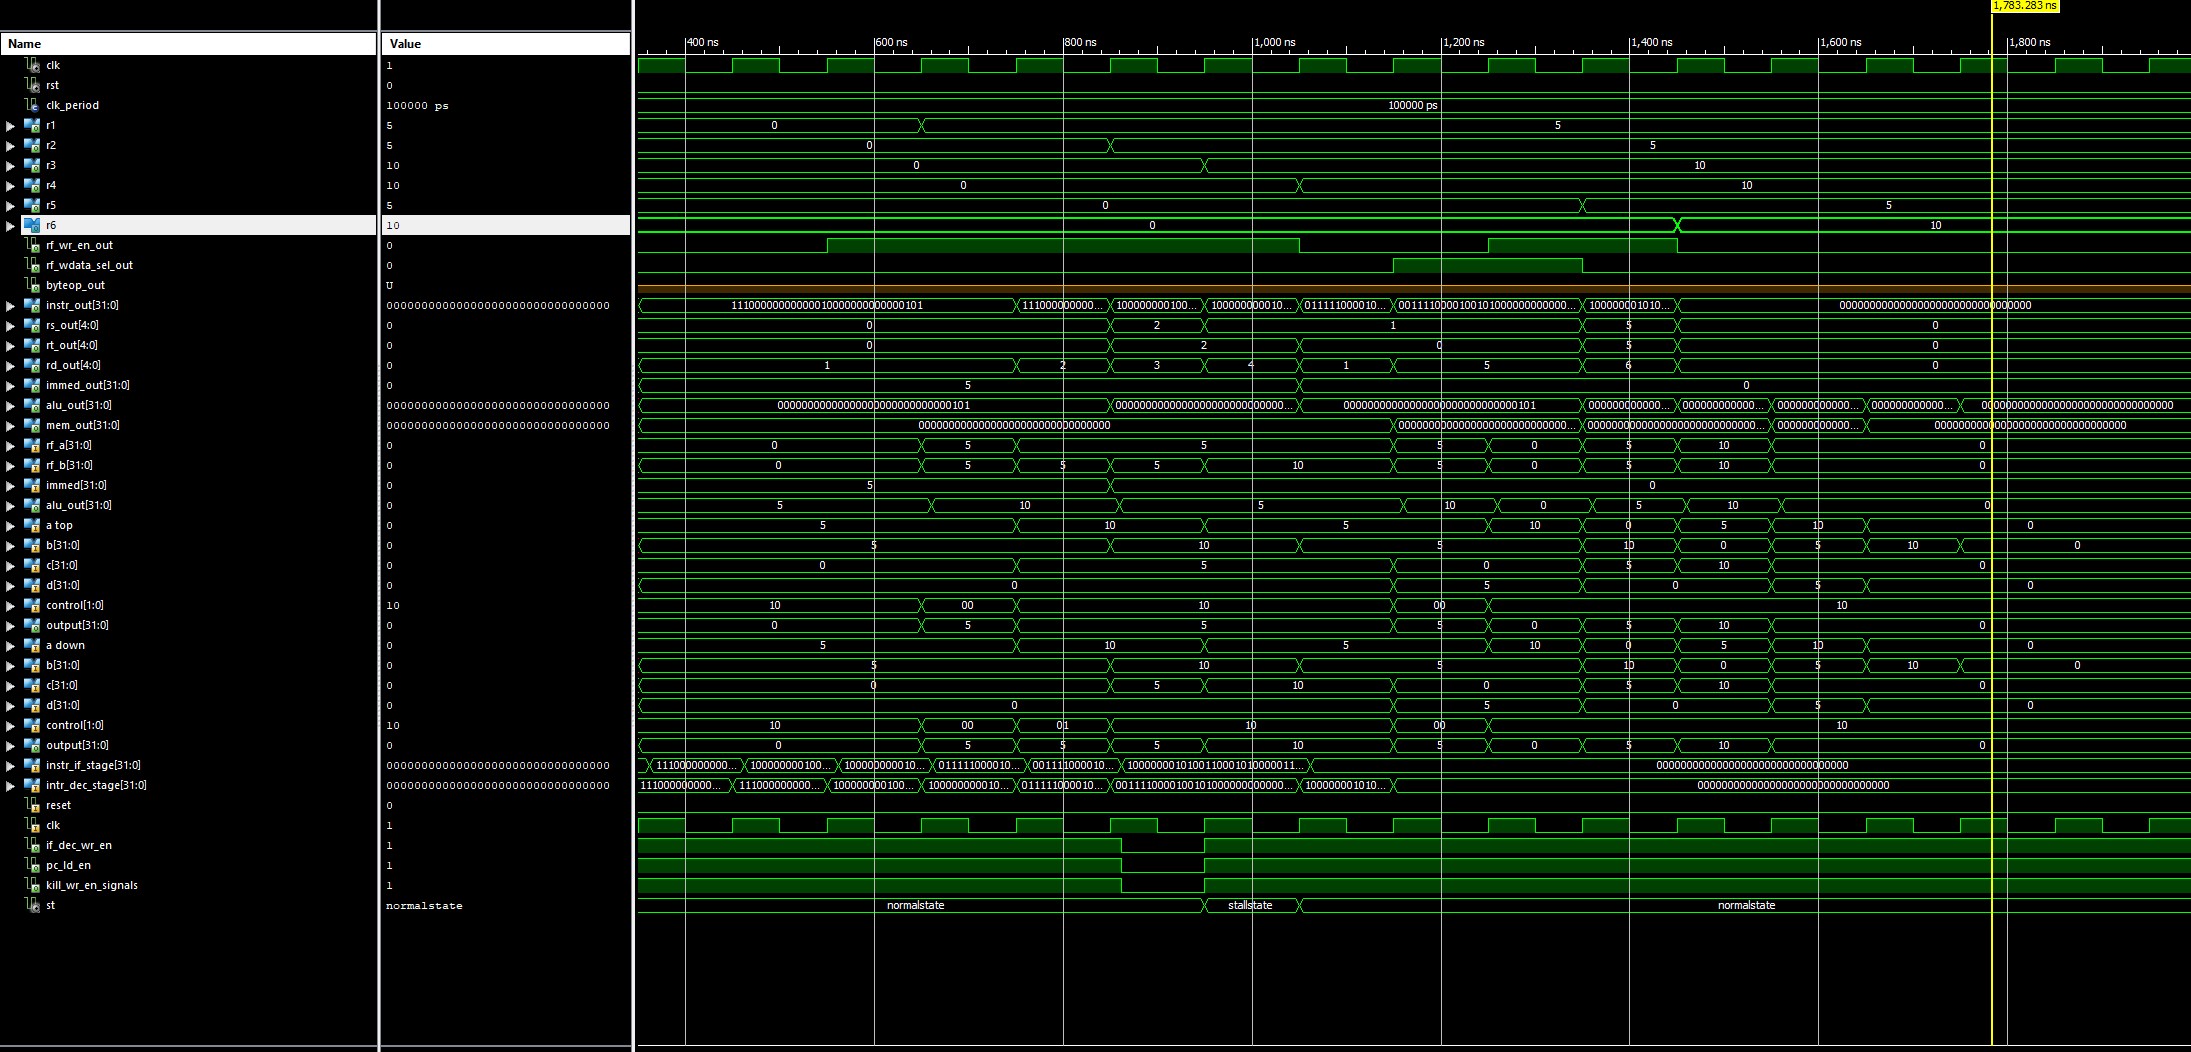 1,783.283 ns
Name Value 400 ns 600 ns 800 ns 1,000 ns 1,200 ns 1,400 ns 1,600 ns 1,800 ns
clk 1
rst 0
clk_period 100000 ps 100000 ps
r1 5 0 5
r2 5 0 5
r3 10 0 10
r4 10 0 10
r5 5 0 5
r6 10 0 10
rf_wr_en_out 0
rf_wdata_sel_out 0
byteop_out U
instr_out[31:0] 00000000000000000000000000000000 11100000000000010000000000000101 111000000000... 100000000100... 100000000010... 011111000010... 0011110000100101000000000000... 100000001010... 00000000000000000000000000000000
rs_out[4:0] 0 0 2 1 5 0
rt_out[4:0] 0 0 2 0 5 0
rd_out[4:0] 0 1 2 3 4 1 5 6 0
immed_out[31:0] 0 5 0
alu_out[31:0] 00000000000000000000000000000000 00000000000000000000000000000101 0000000000000000000000000000... 00000000000000000000000000000101 000000000000... 000000000000... 000000000000... 000000000000... 00000000000000000000000000000000
mem_out[31:0] 00000000000000000000000000000000 00000000000000000000000000000000 0000000000000000000000000000... 0000000000000000000000000000... 000000000000... 00000000000000000000000000000000
rf_a[31:0] 0 0 5 5 5 0 5 10 0
rf_b[31:0] 0 0 5 5 5 10 5 0 5 10 0
immed[31:0] 0 5 0
alu_out[31:0] 0 5 10 5 10 0 5 10 0
a top 0 5 10 5 10 0 5 10 0
b[31:0] 0 5 10 5 10 0 5 10 0
c[31:0] 0 0 5 0 5 10 0
d[31:0] 0 0 5 0 5 0
control[1:0] 10 10 00 10 00 10
output[31:0] 0 0 5 5 5 0 5 10 0
a down 0 5 10 5 10 0 5 10 0
b[31:0] 0 5 10 5 10 0 5 10 0
c[31:0] 0 0 5 10 0 5 10 0
d[31:0] 0 0 5 0 5 0
control[1:0] 10 10 00 01 10 00 10
output[31:0] 0 0 5 5 5 10 5 0 5 10 0
instr_if_stage[31:0] 00000000000000000000000000000000 111000000000... 100000000100... 100000000010... 011111000010... 001111000010... 1000000010100110001010000011... 00000000000000000000000000000000
intr_dec_stage[31:0] 00000000000000000000000000000000 111000000000... 111000000000... 100000000100... 100000000010... 011111000010... 0011110000100101000000000000... 100000001010... 00000000000000000000000000000000
reset 0
clk 1
if_dec_wr_en 1
pc_ld_en 1
kill_wr_en_signals 1
st normalstate normalstate stallstate normalstate